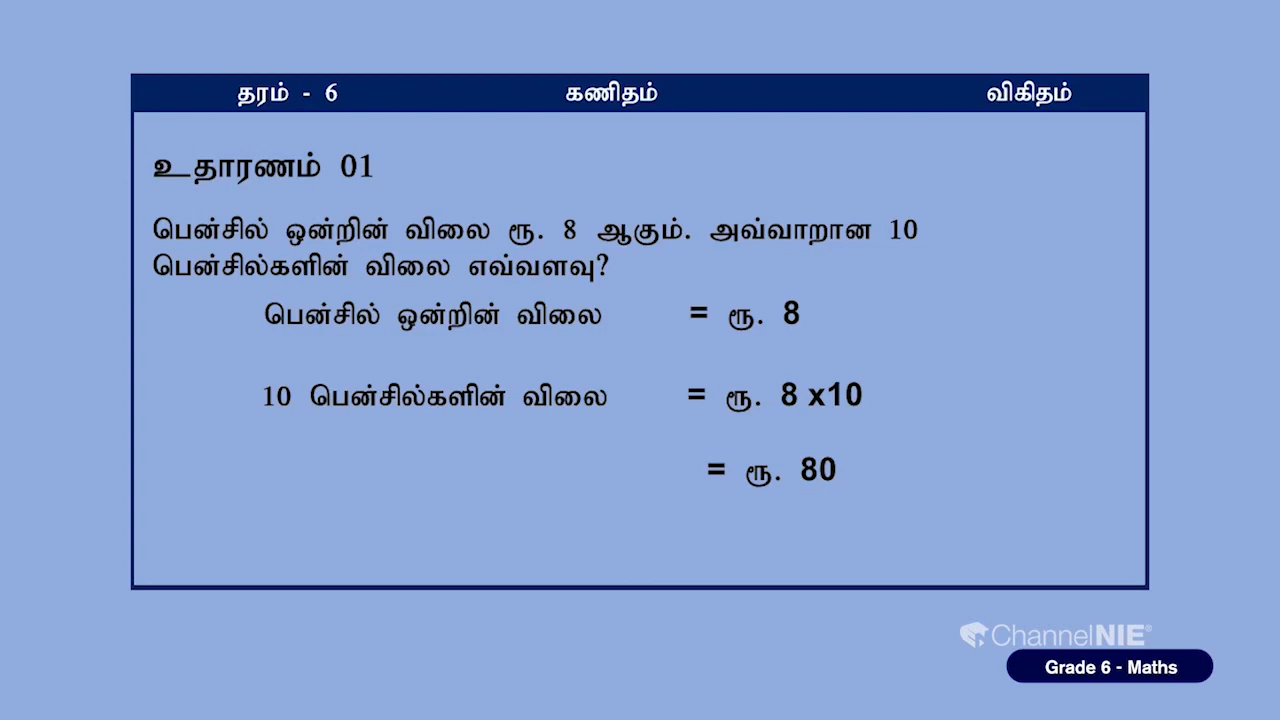 தரம் - 6 கணிதம் விகிதம்
உதாரணம் 01
பென்சில் ஒன்றின் விலை ரூ. 8 ஆகும். அவ்வாறான 10
பென்சில்களின் விலை எவ்வளவு?
பென்சில் ஒன்றின் விலை = ரூ. 8
10 பென்சில்களின் விலை = ரூ. 8 x10
= ரூ. 80
ChannelNIE®
Grade 6 - Maths